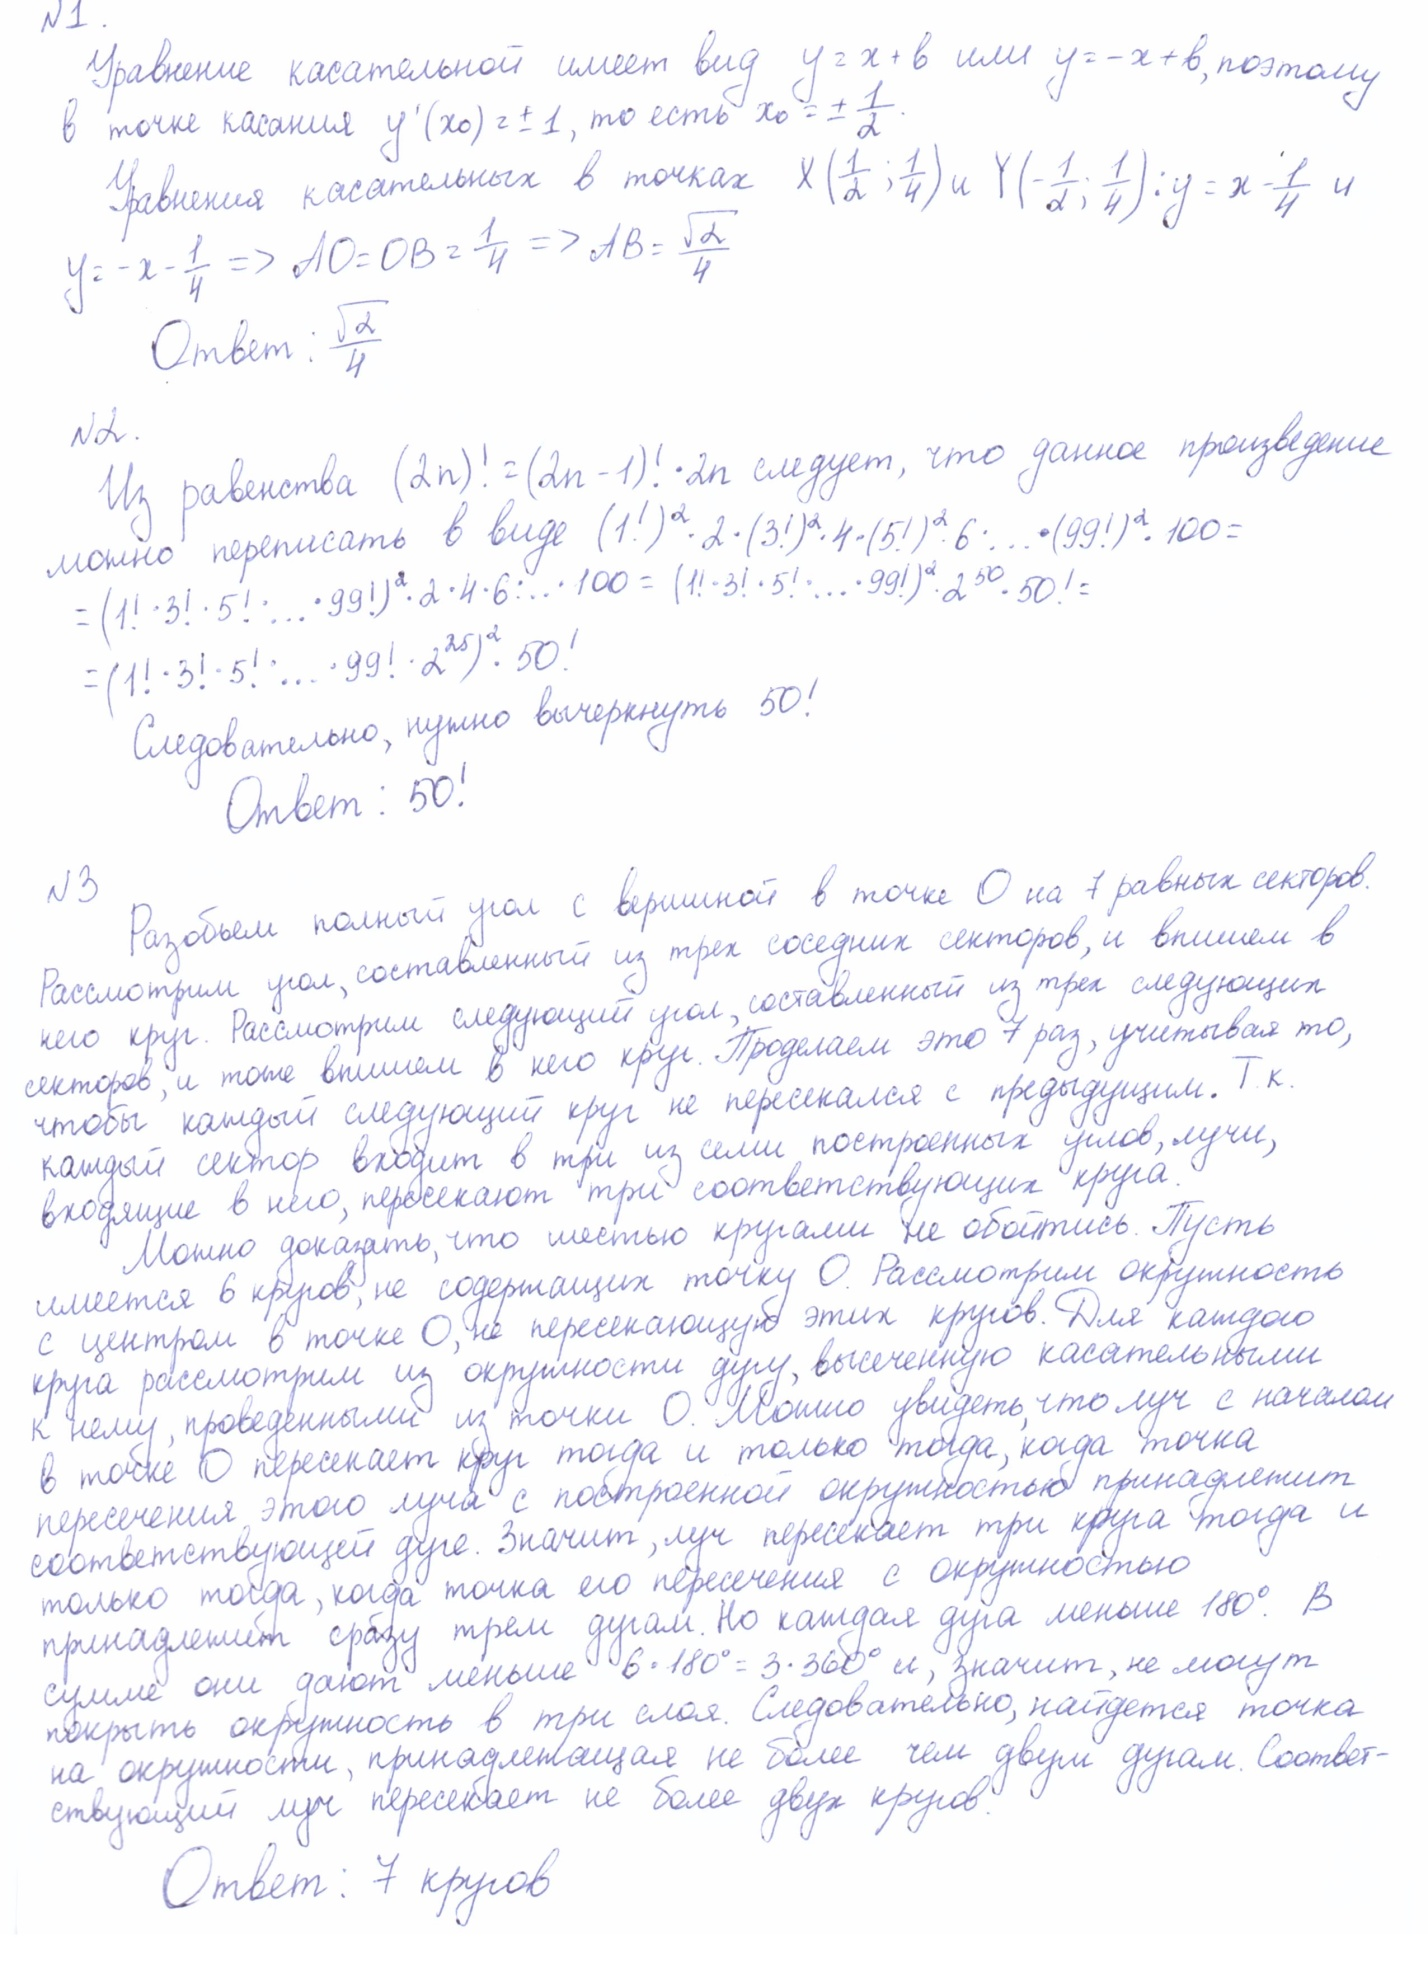 №1.
Уравнение касательной имеет вид y = x + b или y = -x + b, поэтому
в точке касания y'(x₀) = ±1, то есть x₀ = ± 1/2.
Уравнения касательных в точках X(1/2; 1/4) и Y(-1/2; 1/4): y = x - 1/4 и
y = -x - 1/4 => AO = OB = 1/4 => AB = √2/4
Ответ: √2/4
№2.
Из равенства (2n)! = (2n - 1)! · 2n следует, что данное произведение
можно переписать в виде (1!)² · 2 · (3!)² · 4 · (5!)² · 6 · ... · (99!)² · 100 =
= (1! · 3! · 5! · ... · 99!)² · 2 · 4 · 6 · ... · 100 = (1! · 3! · 5! · ... · 99!)² · 2⁵⁰ · 50! =
= (1! · 3! · 5! · ... · 99! · 2²⁵)² · 50!
Следовательно, нужно вычеркнуть 50!
Ответ: 50!
№3
Разобьем полный угол с вершиной в точке O на 7 равных секторов.
Рассмотрим угол, составленный из трех соседних секторов, и впишем в
него круг. Рассмотрим следующий угол, составленный из трех следующих
секторов, и тоже впишем в него круг. Проделаем это 7 раз, учитывая то,
чтобы каждый следующий круг не пересекался с предыдущим. Т.к.
каждый сектор входит в три из семи построенных углов, лучи,
входящие в него, пересекают три соответствующих круга.
Можно доказать, что шестью кругами не обойтись. Пусть
имеется 6 кругов, не содержащих точку O. Рассмотрим окружность
с центром в точке O, не пересекающую этих кругов. Для каждого
круга рассмотрим из окружности дугу, высеченную касательными
к нему, проведенными из точки O. Можно увидеть, что луч с началом
в точке O пересекает круг тогда и только тогда, когда точка
пересечения этого луча с построенной окружностью принадлежит
соответствующей дуге. Значит, луч пересекает три круга тогда и
только тогда, когда точка его пересечения с окружностью
принадлежит сразу трем дугам. Но каждая дуга меньше 180°. В
сумме они дают меньше 6 · 180° = 3 · 360° и, значит, не могут
покрыть окружность в три слоя. Следовательно, найдется точка
на окружности, принадлежащая не более чем двум дугам. Соответ-
ствующий луч пересекает не более двух кругов.
Ответ: 7 кругов